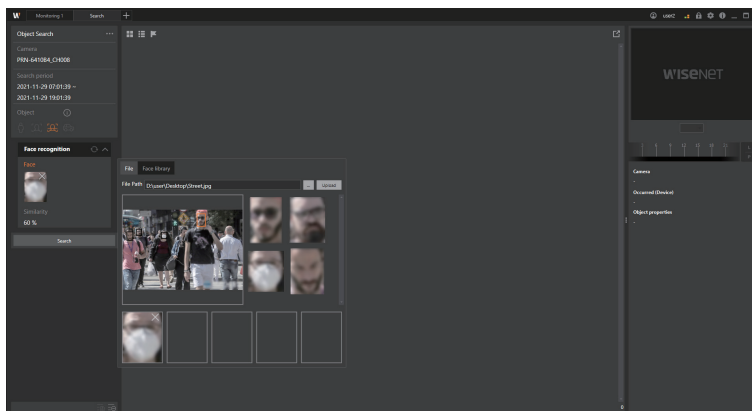 W Monitoring 1 Search + user2
Object Search
Camera
PRN-6410B4_CH008
Search period
2021-11-29 07:01:39 ~
2021-11-29 19:01:39
Object
Face recognition
Face
Similarity
60 %
Search
File Face library
File Path D:\user\Desktop\Street.jpg ... Upload
WISENET
Camera
-
Occurred (Device)
-
Object properties
-
0